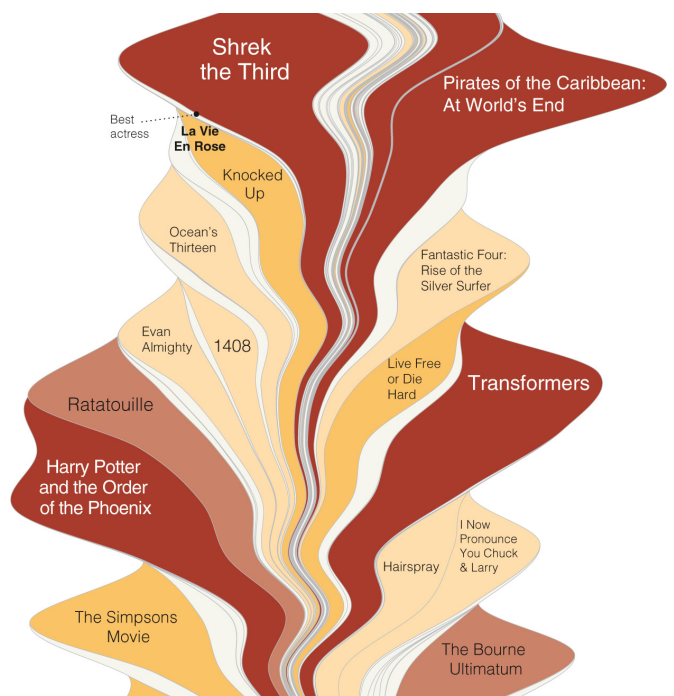 Shrek
the Third
Pirates of the Caribbean:
At World's End
Best
actress
La Vie
En Rose
Knocked
Up
Ocean's
Thirteen
Fantastic Four:
Rise of the
Silver Surfer
Evan
Almighty
1408
Live Free
or Die
Hard
Transformers
Ratatouille
Harry Potter
and the Order
of the Phoenix
I Now
Pronounce
You Chuck
& Larry
Hairspray
The Simpsons
Movie
The Bourne
Ultimatum